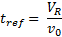 t_ref = V_R / v_0